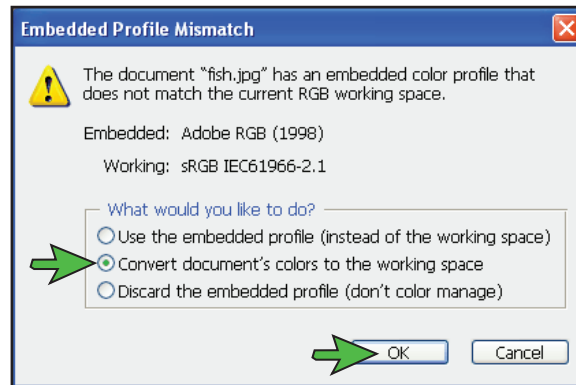 Embedded Profile Mismatch
The document "fish.jpg" has an embedded color profile that
does not match the current RGB working space.
Embedded: Adobe RGB (1998)
Working: sRGB IEC61966-2.1
What would you like to do?
Use the embedded profile (instead of the working space)
Convert document's colors to the working space
Discard the embedded profile (don't color manage)
OK Cancel